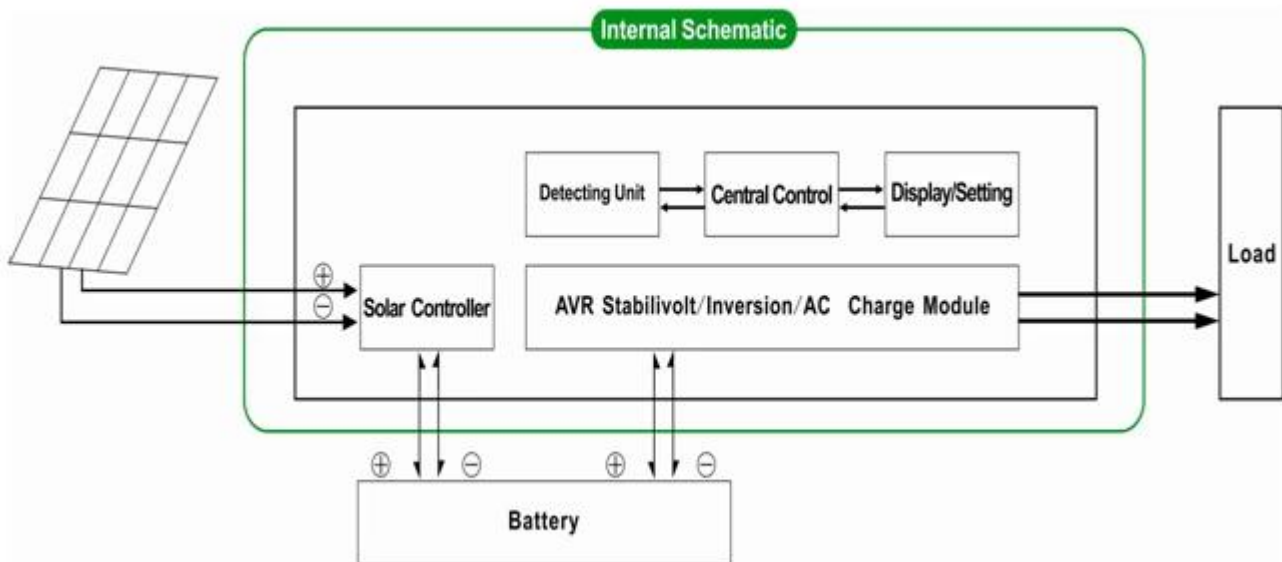 Internal Schematic
Detecting Unit
Central Control
Display/Setting
Load
⊕
⊖
Solar Controller
AVR Stabilivolt/Inversion/AC Charge Module
⊕ ⊖ ⊕ ⊖
Battery